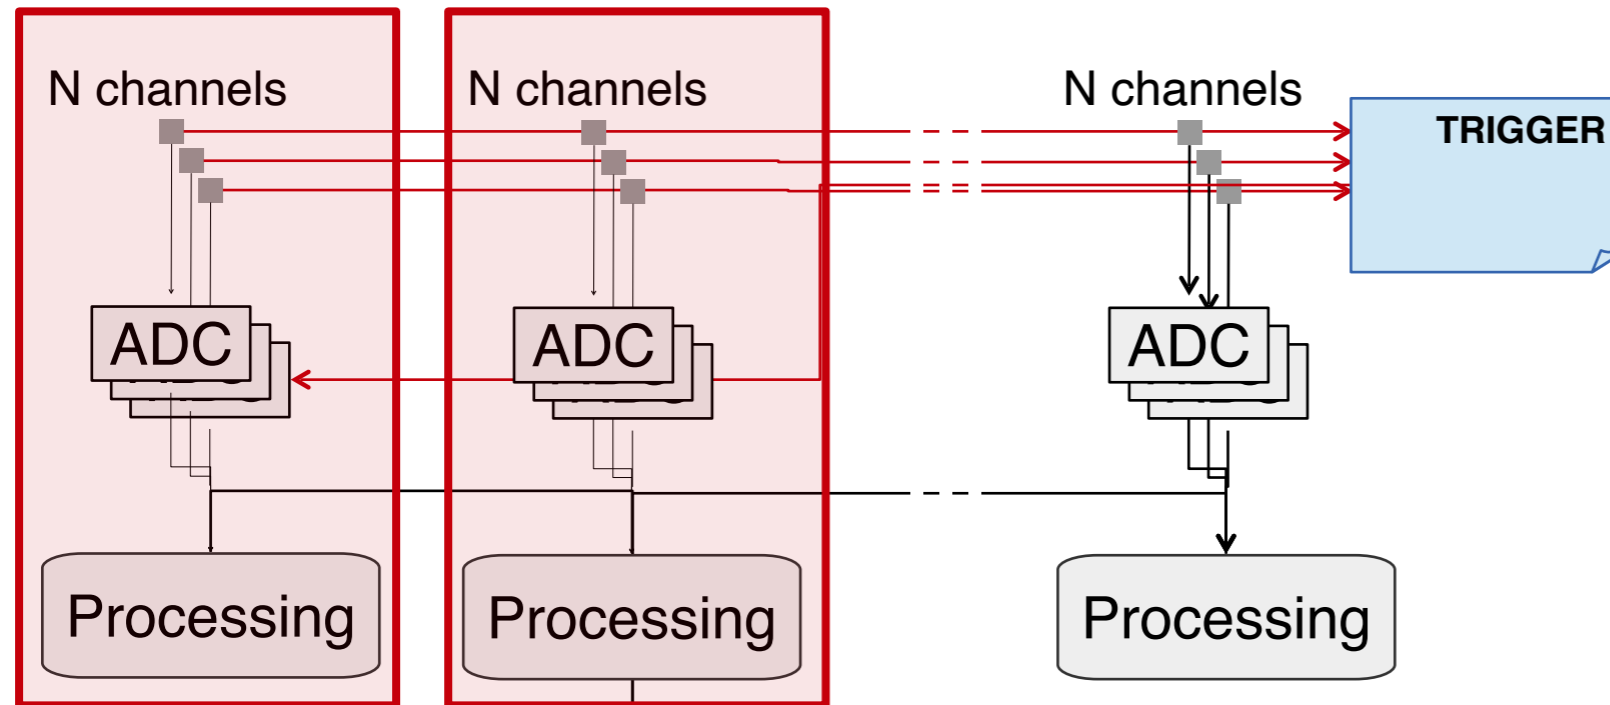 N channels
N channels
N channels
TRIGGER
ADC
ADC
ADC
Processing
Processing
Processing